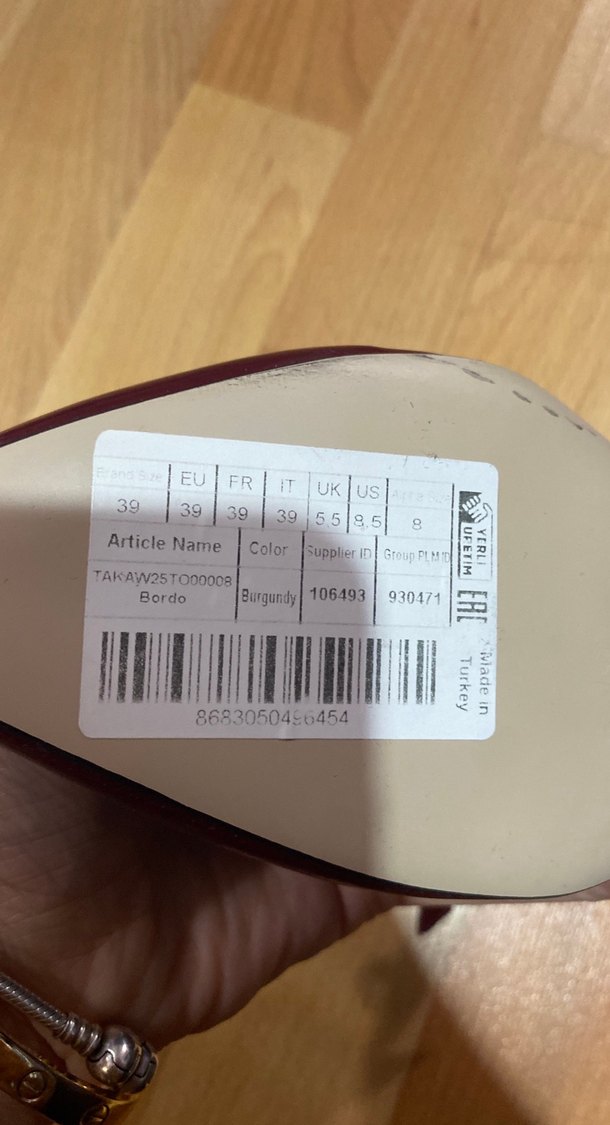 Brand Size EU FR IT UK US
39 39 39 39 5.5 8,5 8
Article Name Color Supplier ID Group PLM ID
TAKAW25TO00008 Bordo Burgundy 106493 930471
8683050496454
YERLİ
ÜRETİM
EAC
Made in
Turkey